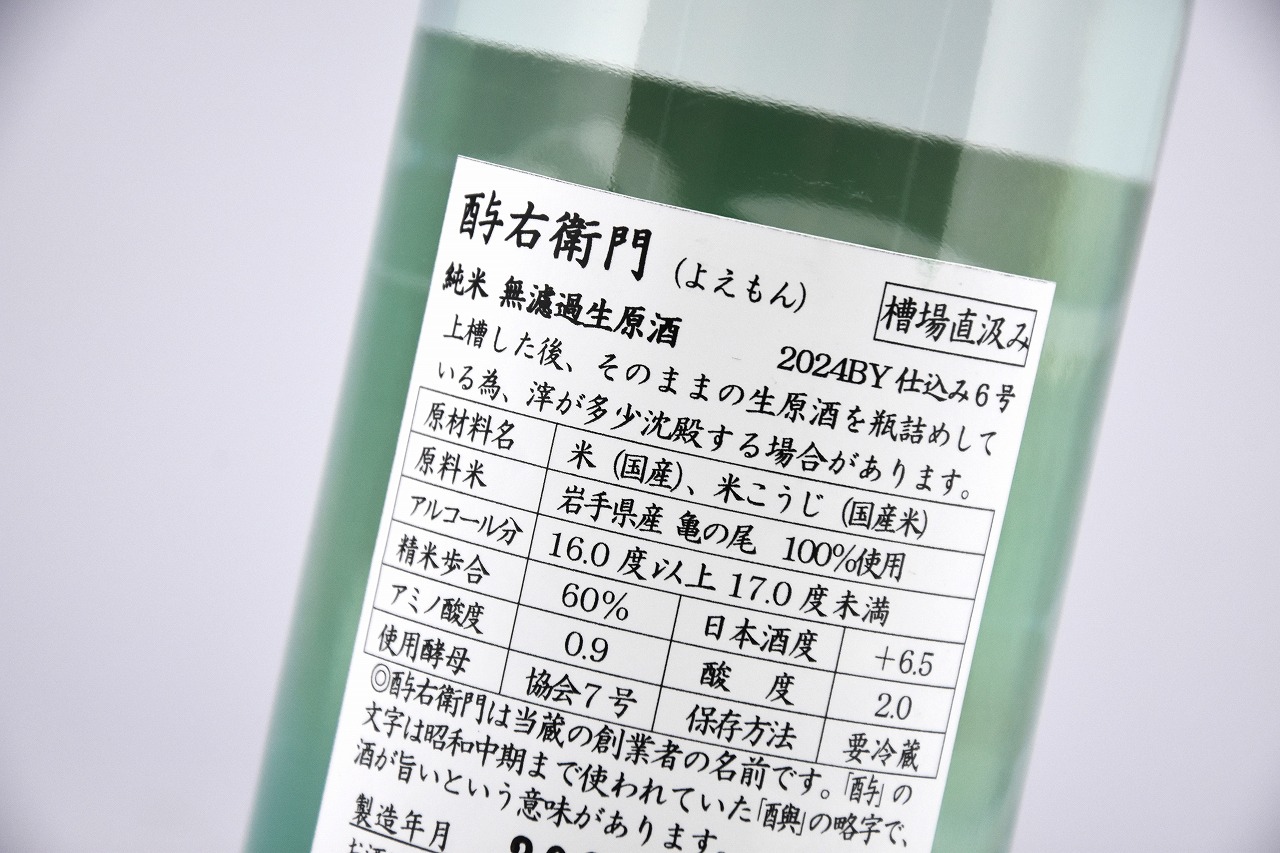 酉与右衛門 (よえもん)
槽場直汲み
純米 無濾過生原酒
2024BY 仕込み6号
上槽した後、そのままの生原酒を瓶詰めして
いる為、滓が多少沈殿する場合があります。
原材料名 米 (国産)、米こうじ (国産米)
原料米 岩手県産 亀の尾 100%使用
アルコール分 16.0 度以上 17.0 度未満
精米歩合 60% 日本酒度 +6.5
アミノ酸度 0.9 酸 度 2.0
使用酵母 協会7号 保存方法 要冷蔵
◎酉与右衛門は当蔵の創業者の名前です。「酉与」の
文字は昭和中期まで使われていた「酉與」の略字で、
酒が旨いという意味があります。
製造年月
お酒